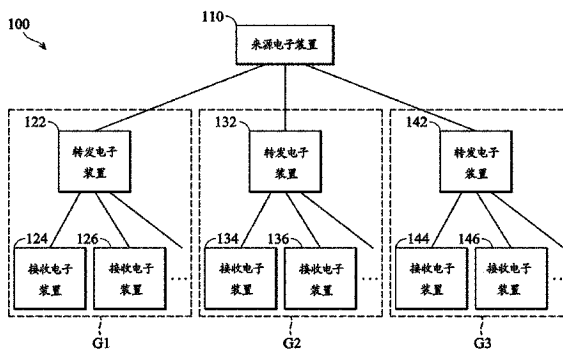 100
110
来源电子装置
122
转发电子
装置
132
转发电子
装置
142
转发电子
装置
124
接收电子
装置
126
接收电子
装置
...
134
接收电子
装置
136
接收电子
装置
...
144
接收电子
装置
146
接收电子
装置
...
G1
G2
G3